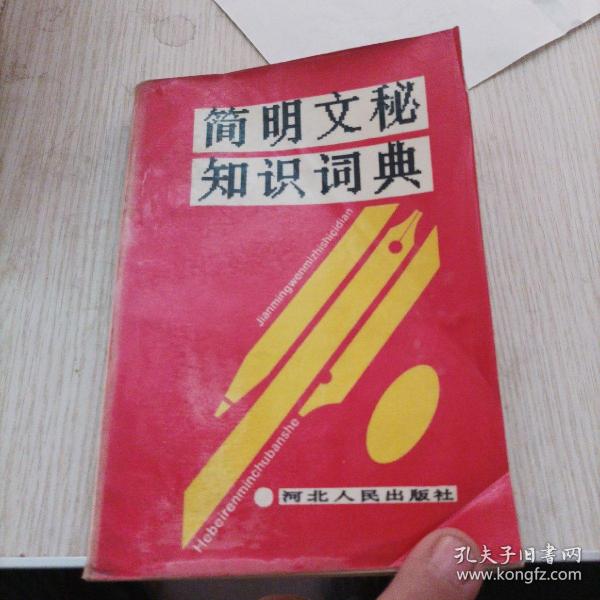 简明文秘
知识词典
Jianmingwenmizhishicidian
Hebeirenminchubanshe
河北人民出版社
孔夫子旧书网
www.kongfz.com